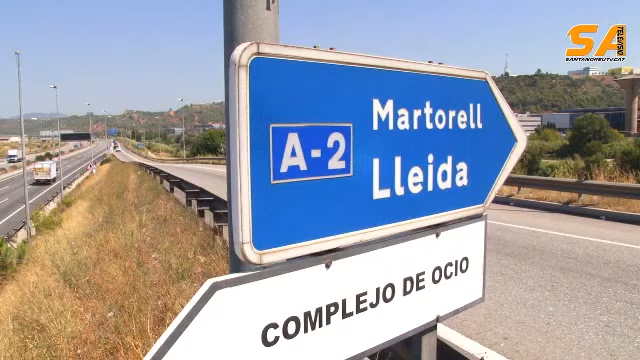 SA TELEVISIÓ
SANTANDREUTV.CAT
A-2
Martorell
Lleida
COMPLEJO DE OCIO